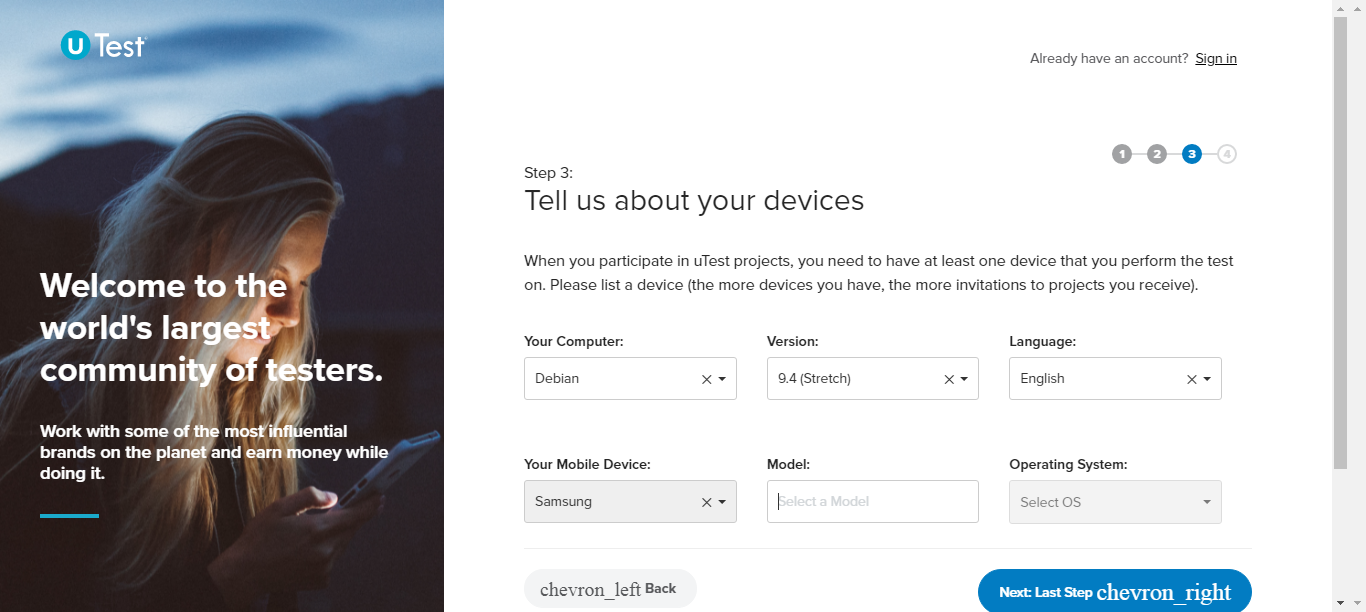 U Test
Already have an account? Sign in
1 2 3 4
Step 3:
Tell us about your devices
Welcome to the
world's largest
community of testers.
Work with some of the most influential
brands on the planet and earn money while
doing it.
When you participate in uTest projects, you need to have at least one device that you perform the test
on. Please list a device (the more devices you have, the more invitations to projects you receive).
Your Computer: Version: Language:
Debian 9.4 (Stretch) English
Your Mobile Device: Model: Operating System:
Samsung Select a Model Select OS
chevron_left Back Next: Last Step chevron_right